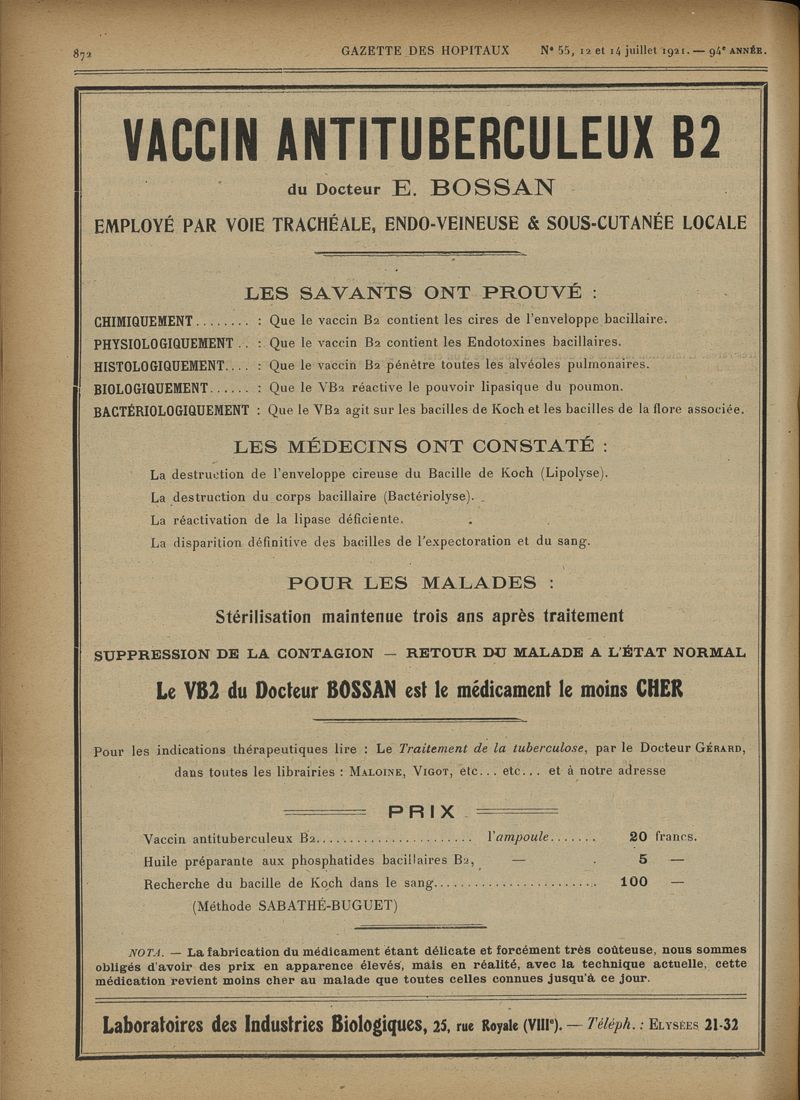 872 GAZETTE DES HOPITAUX N° 55, 12 et 14 juillet 1921. — 94e ANNÉE.
VACCIN ANTITUBERCULEUX B2
du Docteur E. BOSSAN
EMPLOYÉ PAR VOIE TRACHÉALE, ENDO-VEINEUSE & SOUS-CUTANÉE LOCALE
LES SAVANTS ONT PROUVÉ :
CHIMIQUEMENT........ : Que le vaccin B2 contient les cires de l'enveloppe bacillaire.
PHYSIOLOGIQUEMENT.. : Que le vaccin B2 contient les Endotoxines bacillaires.
HISTOLOGIQUEMENT.... : Que le vaccin B2 pénètre toutes les alvéoles pulmonaires.
BIOLOGIQUEMENT...... : Que le VB2 réactive le pouvoir lipasique du poumon.
BACTÉRIOLOGIQUEMENT : Que le VB2 agit sur les bacilles de Koch et les bacilles de la flore associée.
LES MÉDECINS ONT CONSTATÉ :
La destruction de l'enveloppe cireuse du Bacille de Koch (Lipolyse).
La destruction du corps bacillaire (Bactériolyse).
La réactivation de la lipase déficiente.
La disparition définitive des bacilles de l'expectoration et du sang.
POUR LES MALADES :
Stérilisation maintenue trois ans après traitement
SUPPRESSION DE LA CONTAGION — RETOUR DU MALADE A L'ÉTAT NORMAL
Le VB2 du Docteur BOSSAN est le médicament le moins CHER
Pour les indications thérapeutiques lire : Le Traitement de la tuberculose, par le Docteur GÉRARD,
dans toutes les librairies : MALOINE, VIGOT, etc... etc... et à notre adresse
PRIX
Vaccin antituberculeux B2........................ l'ampoule....... 20 francs.
Huile préparante aux phosphatides bacillaires B2, — . 5 —
Recherche du bacille de Koch dans le sang.......................... 100 —
(Méthode SABATHÉ-BUGUET)
NOTA. — La fabrication du médicament étant délicate et forcément très coûteuse, nous sommes
obligés d'avoir des prix en apparence élevés, mais en réalité, avec la technique actuelle, cette
médication revient moins cher au malade que toutes celles connues jusqu'à ce jour.
Laboratoires des Industries Biologiques, 25, rue Royale (VIIIe). — Téléph. : ELYSÉES 21-32